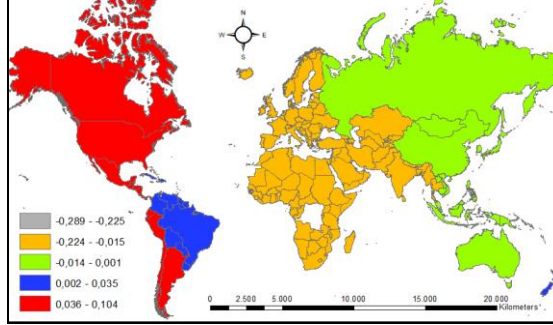 N
W E
S
-0,289 - -0,225
-0,224 - -0,015
-0,014 - 0,001
0,002 - 0,035
0,036 - 0,104
0 2.500 5.000 10.000 15.000 20.000
Kilometers